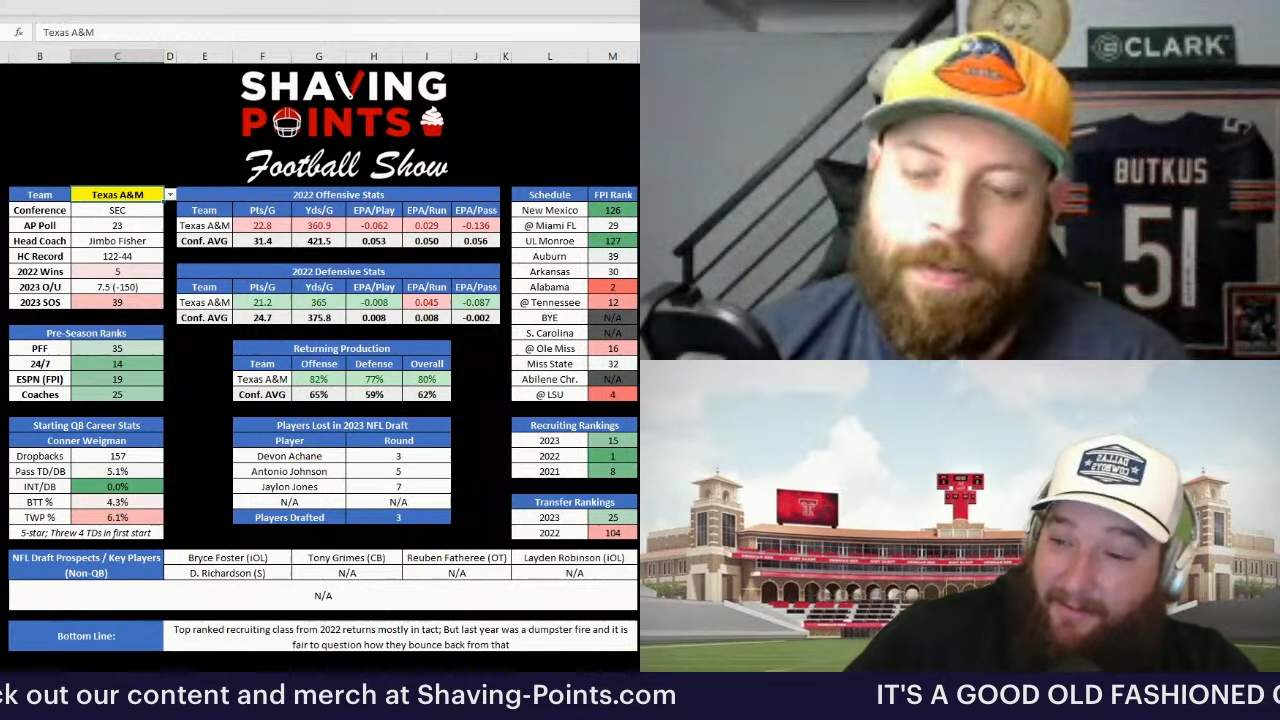 fx Texas A&M
B C D E F G H I J K L M
SHAVING
POINTS
Football Show
Team Texas A&M
Conference SEC
AP Poll 23
Head Coach Jimbo Fisher
HC Record 122-44
2022 Wins 5
2023 O/U 7.5 (-150)
2023 SOS 39
Pre-Season Ranks
PFF 35
24/7 14
ESPN (FPI) 19
Coaches 25
Starting QB Career Stats
Conner Weigman
Dropbacks 157
Pass TD/DB 5.1%
INT/DB 0.0%
BTT % 4.3%
TWP % 6.1%
5-star; Threw 4 TDs in first start
2022 Offensive Stats
Team Pts/G Yds/G EPA/Play EPA/Run EPA/Pass
Texas A&M 22.8 360.9 -0.062 0.029 -0.136
Conf. AVG 31.4 421.5 0.053 0.050 0.056
2022 Defensive Stats
Team Pts/G Yds/G EPA/Play EPA/Run EPA/Pass
Texas A&M 21.2 365 -0.008 0.045 -0.087
Conf. AVG 24.7 375.8 0.008 0.008 -0.002
Returning Production
Team Offense Defense Overall
Texas A&M 82% 77% 80%
Conf. AVG 65% 59% 62%
Players Lost in 2023 NFL Draft
Player Round
Devon Achane 3
Antonio Johnson 5
Jaylon Jones 7
N/A N/A
Players Drafted 3
Schedule FPI Rank
New Mexico 126
@ Miami FL 29
UL Monroe 127
Auburn 39
Arkansas 30
Alabama 2
@ Tennessee 12
BYE N/A
S. Carolina N/A
@ Ole Miss 16
Miss State 32
Abilene Chr. N/A
@ LSU 4
Recruiting Rankings
2023 15
2022 1
2021 8
Transfer Rankings
2023 25
2022 104
NFL Draft Prospects / Key Players
(Non-QB)
Bryce Foster (iOL) Tony Grimes (CB) Reuben Fatheree (OT) Layden Robinson (iOL)
D. Richardson (S) N/A N/A N/A
N/A
Bottom Line:
Top ranked recruiting class from 2022 returns mostly in tact; But last year was a dumpster fire and it is
fair to question how they bounce back from that
CLARK
BUTKUS
51
5
DALLAS
COWBOYS
ck out our content and merch at Shaving-Points.com IT'S A GOOD OLD FASHIONED